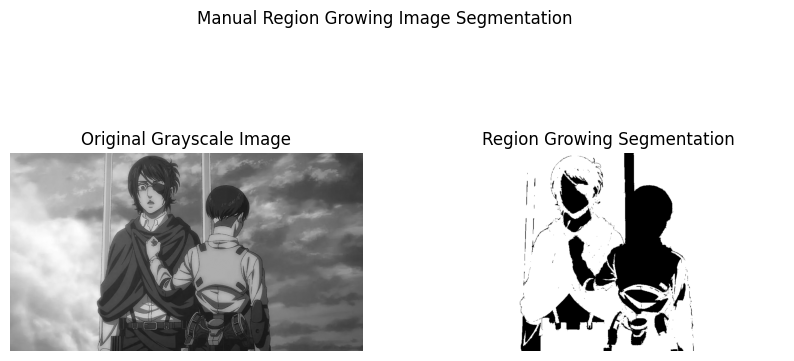 Manual Region Growing Image Segmentation
Original Grayscale Image
Region Growing Segmentation